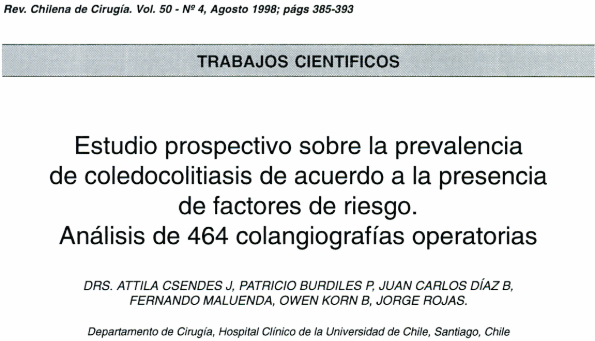 Rev. Chilena de Cirugía. Vol. 50 - Nº 4, Agosto 1998; págs 385-393
TRABAJOS CIENTIFICOS
Estudio prospectivo sobre la prevalencia
de coledocolitiasis de acuerdo a la presencia
de factores de riesgo.
Análisis de 464 colangiografías operatorias
DRS. ATTILA CSENDES J, PATRICIO BURDILES P, JUAN CARLOS DÍAZ B,
FERNANDO MALUENDA, OWEN KORN B, JORGE ROJAS.
Departamento de Cirugía, Hospital Clínico de la Universidad de Chile, Santiago, Chile